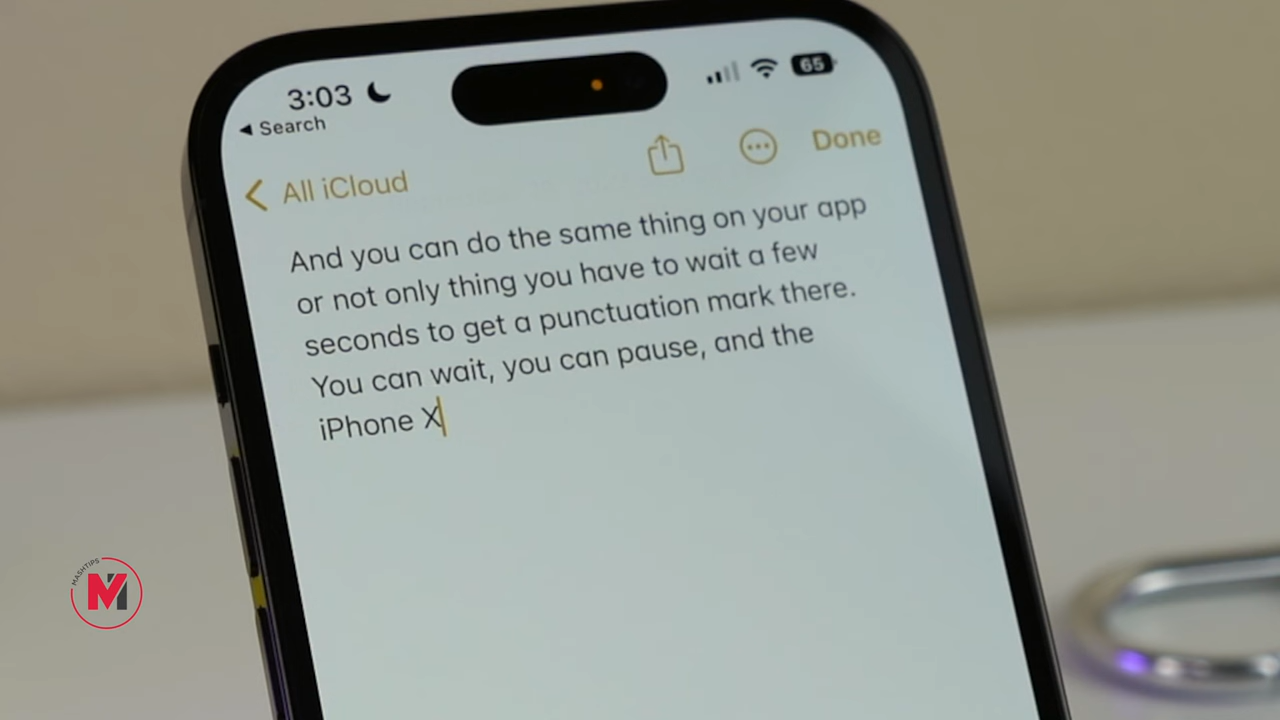 3:03
65
Search
All iCloud
Done
And you can do the same thing on your app
or not only thing you have to wait a few
seconds to get a punctuation mark there.
You can wait, you can pause, and the
iPhone X
MASHTIPS
M